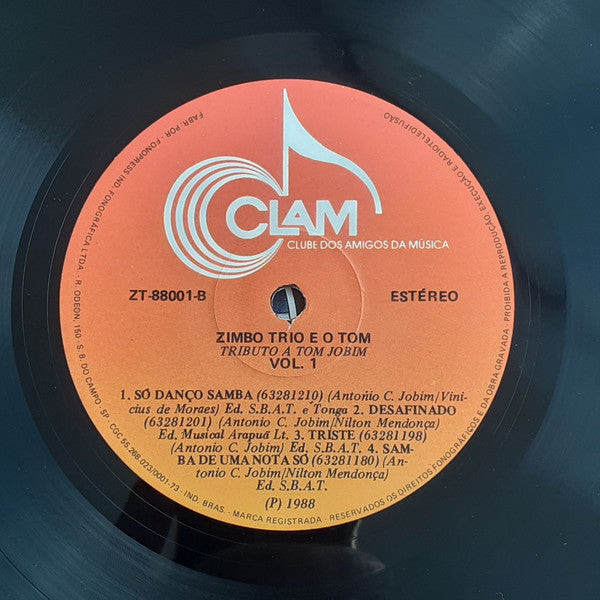 CLAM
CLUBE DOS AMIGOS DA MÚSICA
ZT-88001-B
ESTÉREO
ZIMBO TRIO E O TOM
TRIBUTO A TOM JOBIM
VOL. 1
1. SÓ DANÇO SAMBA (63281210) (Antonio C. Jobim/Vini-
cius de Moraes) Ed. S.B.A.T. e Tonga 2. DESAFINADO
(63281201) (Antonio C. Jobim/Nilton Mendonça)
Ed. Musical Arapuã Lt. 3. TRISTE (63281198)
(Antonio C. Jobim) Ed. S.B.A.T. 4. SAM-
BA DE UMA NOTA SÓ (63281180) (An-
tonio C. Jobim/Nilton Mendonça)
Ed. S.B.A.T.
(P) 1988
FABR. POR: FONOPRESS IND. FONOGRÁFICA LTDA. - R. ODEON, 150 - S. B. DO CAMPO - SP - CGC 55.268.023/0001-73 - IND. BRAS. - MARCA REGISTRADA - RESERVADOS OS DIREITOS FONOGRÁFICOS E DA OBRA GRAVADA - PROIBIDA A REPRODUÇÃO, EXECUÇÃO E RADIOTELEDIFUSÃO